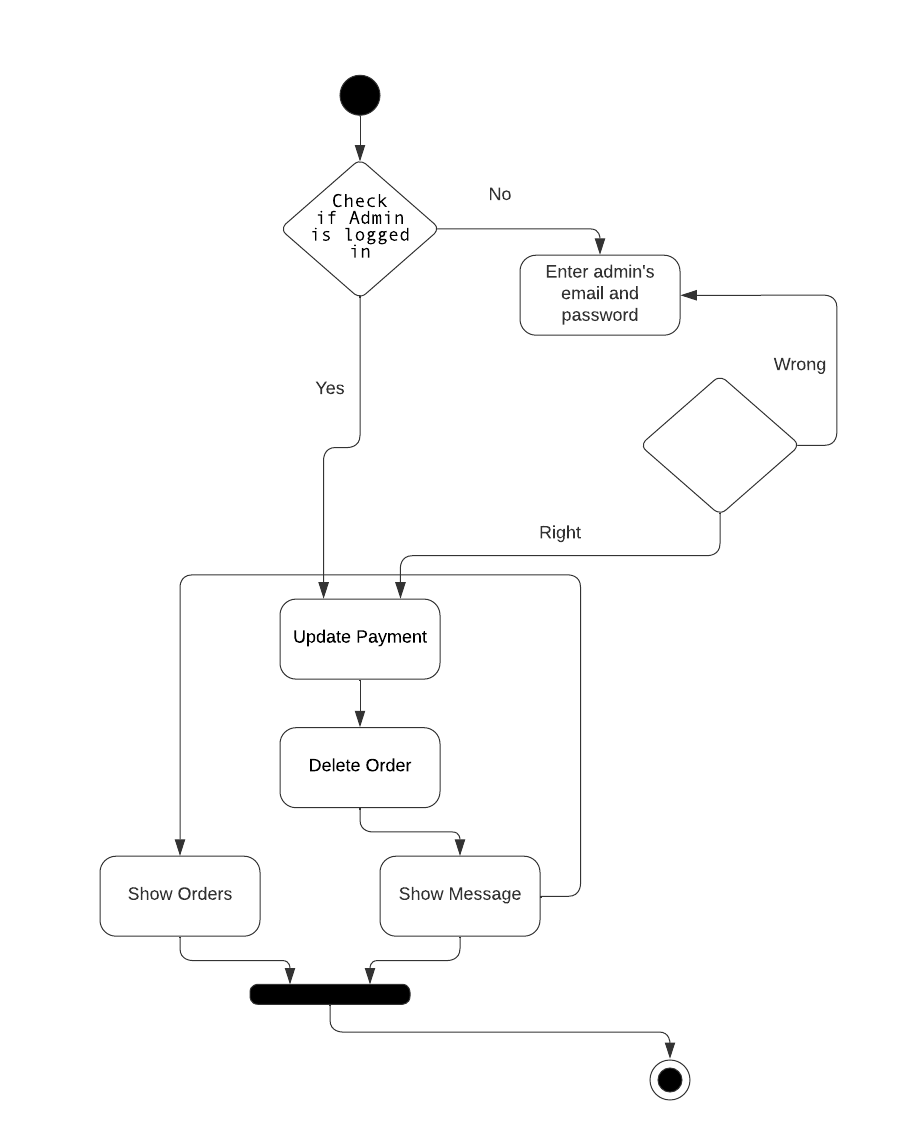 Check
if Admin
is logged
in
No
Enter admin's
email and
password
Wrong
Yes
Right
Update Payment
Delete Order
Show Orders
Show Message